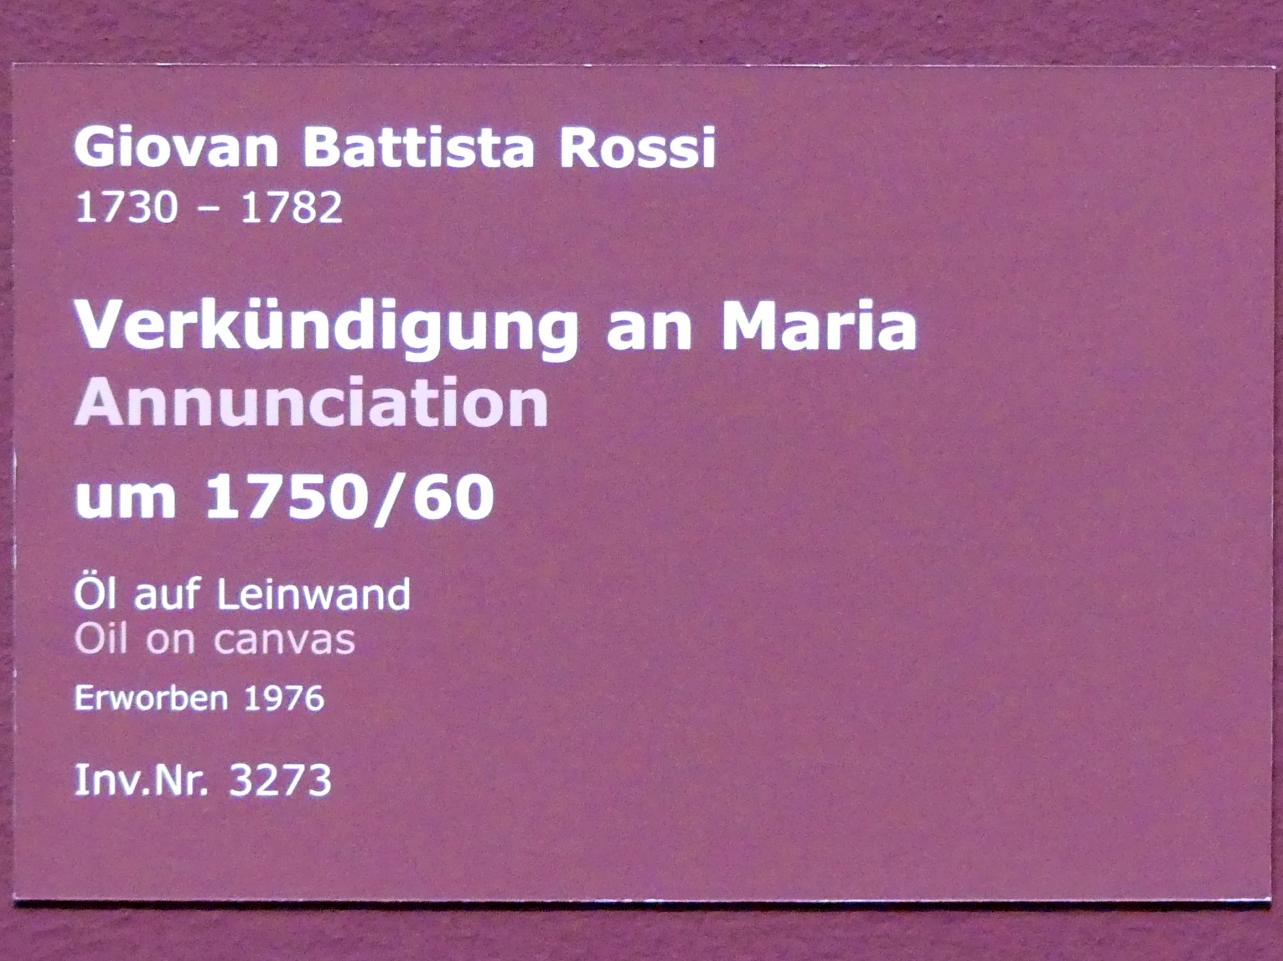 Giovan Battista Rossi
1730 – 1782
Verkündigung an Maria
Annunciation
um 1750/60
Öl auf Leinwand
Oil on canvas
Erworben 1976
Inv.Nr. 3273